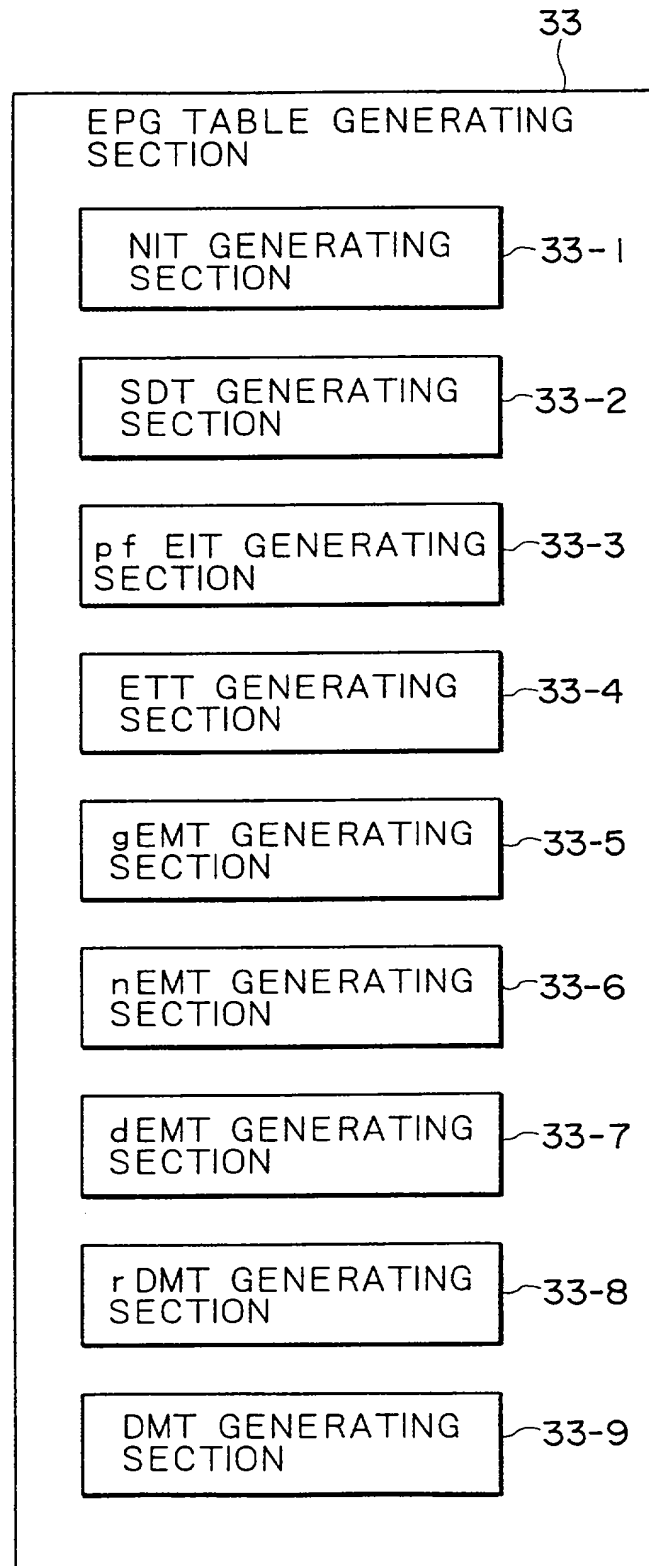 33
EPG TABLE GENERATING
SECTION
NIT GENERATING
SECTION
33-1
SDT GENERATING
SECTION
33-2
pf EIT GENERATING
SECTION
33-3
ETT GENERATING
SECTION
33-4
gEMT GENERATING
SECTION
33-5
nEMT GENERATING
SECTION
33-6
dEMT GENERATING
SECTION
33-7
rDMT GENERATING
SECTION
33-8
DMT GENERATING
SECTION
33-9